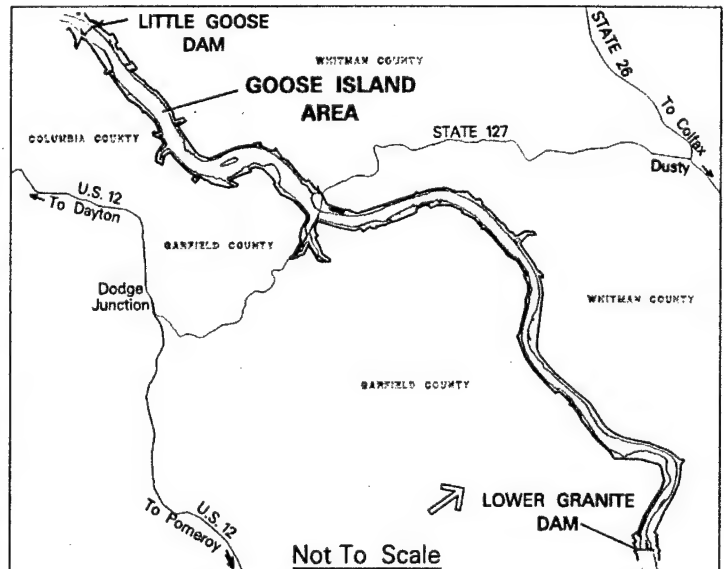 LITTLE GOOSE
DAM
WHITMAN COUNTY
STATE 26
GOOSE ISLAND
AREA
To Colfax
COLUMBIA COUNTY
STATE 127
Dusty
U.S. 12
To Dayton
GARFIELD COUNTY
Dodge
Junction
WHITMAN COUNTY
GARFIELD COUNTY
LOWER GRANITE
DAM
U.S. 12
To Pomeroy
Not To Scale